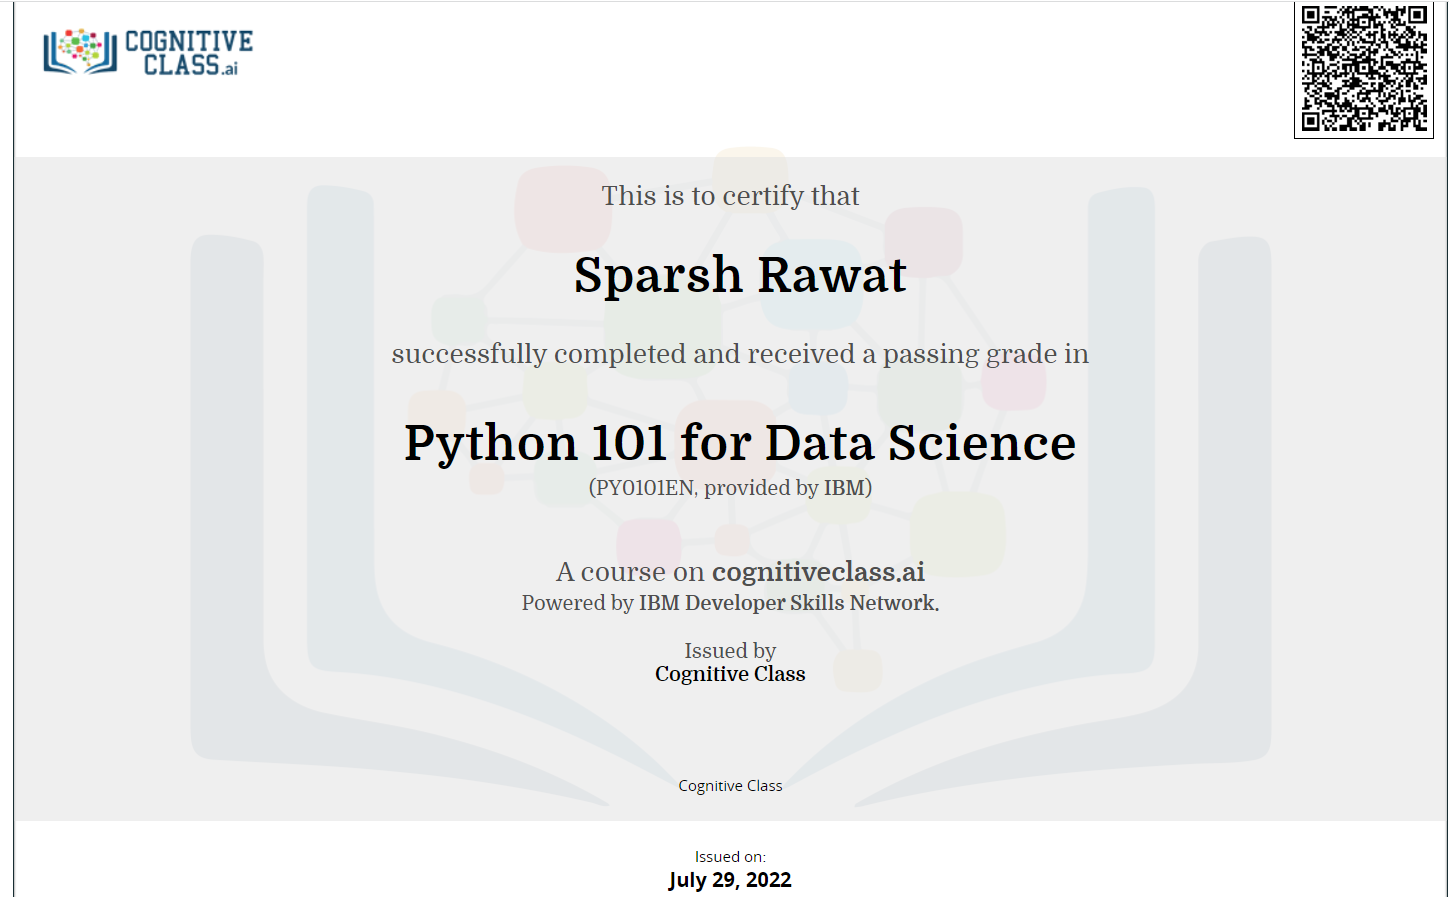 COGNITIVE
CLASS.ai
This is to certify that
Sparsh Rawat
successfully completed and received a passing grade in
Python 101 for Data Science
(PY0101EN, provided by IBM)
A course on cognitiveclass.ai
Powered by IBM Developer Skills Network.
Issued by
Cognitive Class
Cognitive Class
Issued on:
July 29, 2022